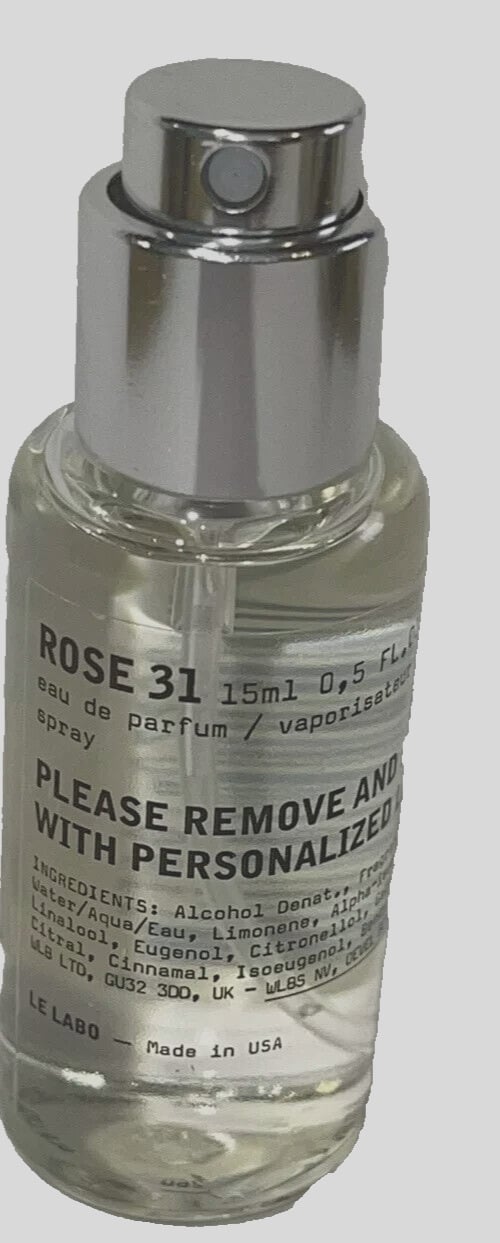 ROSE 31 15ml 0,5 FL.
eau de parfum / vaporisateur
spray
PLEASE REMOVE AND
WITH PERSONALIZED
INGREDIENTS: Alcohol Denat.,
Water/Aqua/Eau, Limonene,
Linalool, Eugenol, Citronellol,
Citral, Cinnamal, Isoeugenol,
WLB LTD, GU32 3DD, UK - WLBS NV,
LE LABO — Made in USA